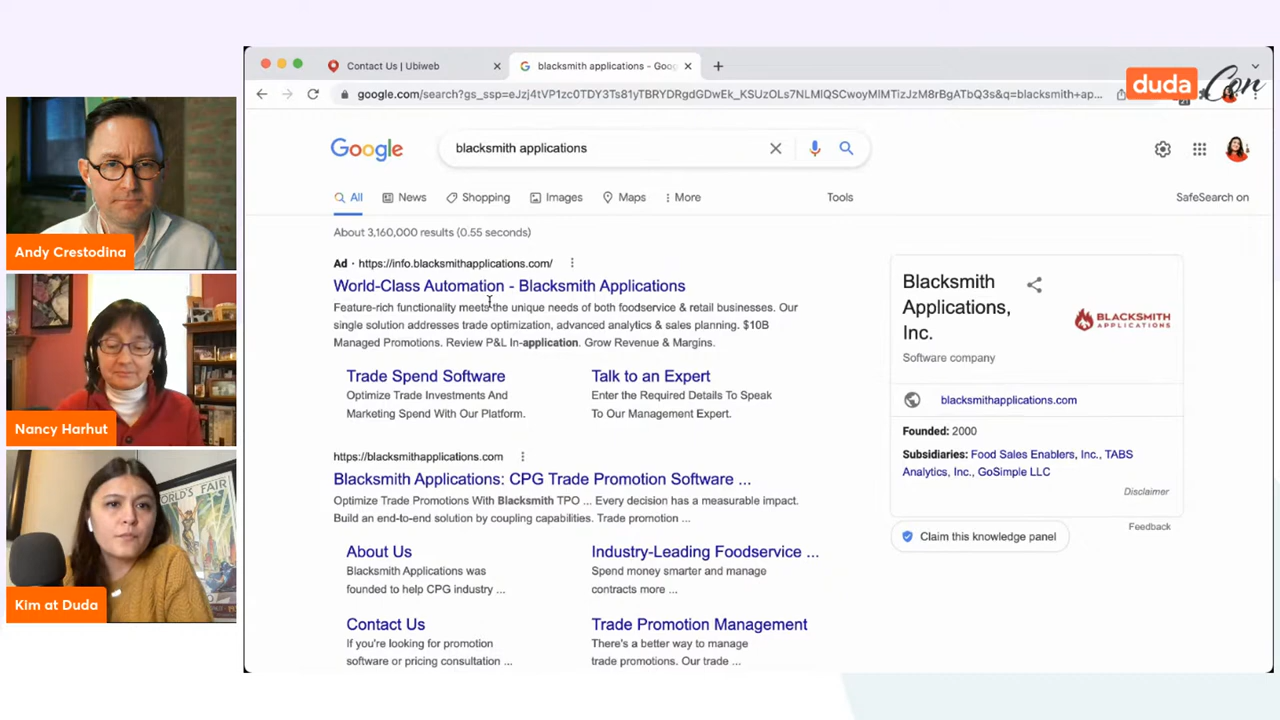 Contact Us | Ubiweb
blacksmith applications - Goo
duda Con
google.com/search?gs_ssp=eJzj4tVP1zc0TDY3Ts81yTBRYDRgdGDwEk_KSUzOLs7NLMlQSCwoyMlMTizJzM8rBgATbQ3s&q=blacksmith+ap...
Google
blacksmith applications
All
News
Shopping
Images
Maps
More
Tools
SafeSearch on
About 3,160,000 results (0.55 seconds)
Ad · https://info.blacksmithapplications.com/
World-Class Automation - Blacksmith Applications
Feature-rich functionality meets the unique needs of both foodservice & retail businesses. Our
single solution addresses trade optimization, advanced analytics & sales planning. $10B
Managed Promotions. Review P&L In-application. Grow Revenue & Margins.
Trade Spend Software
Optimize Trade Investments And
Marketing Spend With Our Platform.
Talk to an Expert
Enter the Required Details To Speak
To Our Management Expert.
https://blacksmithapplications.com
Blacksmith Applications: CPG Trade Promotion Software ...
Optimize Trade Promotions With Blacksmith TPO ... Every decision has a measurable impact.
Build an end-to-end solution by coupling capabilities. Trade promotion ...
About Us
Blacksmith Applications was
founded to help CPG industry ...
Industry-Leading Foodservice ...
Spend money smarter and manage
contracts more ...
Contact Us
If you're looking for promotion
software or pricing consultation ...
Trade Promotion Management
There's a better way to manage
trade promotions. Our trade ...
Blacksmith
Applications,
Inc.
Software company
BLACKSMITH
APPLICATIONS
blacksmithapplications.com
Founded: 2000
Subsidiaries: Food Sales Enablers, Inc., TABS
Analytics, Inc., GoSimple LLC
Disclaimer
Feedback
Claim this knowledge panel
Andy Crestodina
Nancy Harhut
WORLD'S FAIR
Kim at Duda